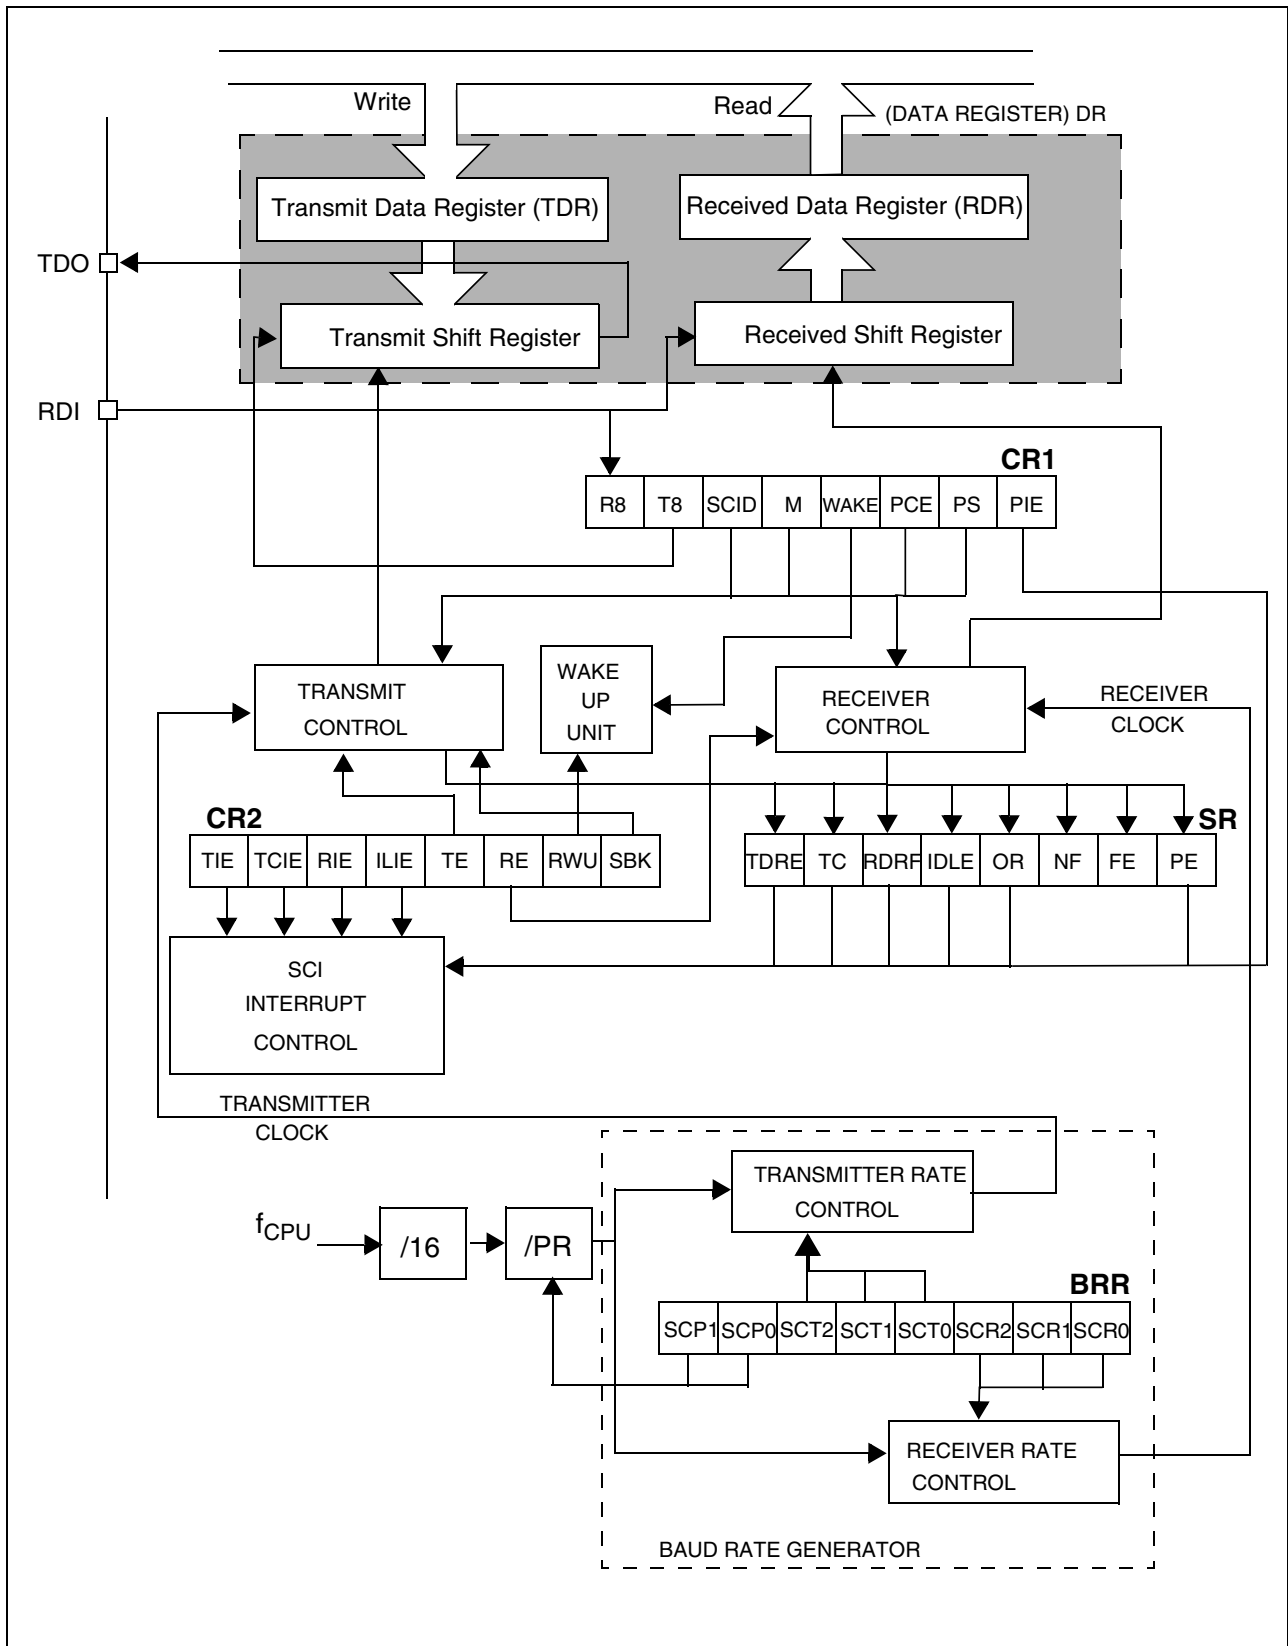 Write
Read
(DATA REGISTER) DR
Transmit Data Register (TDR)
Received Data Register (RDR)
TDO
Transmit Shift Register
Received Shift Register
RDI
CR1
R8 T8 SCID M WAKE PCE PS PIE
TRANSMIT
CONTROL
WAKE
UP
UNIT
RECEIVER
CONTROL
RECEIVER
CLOCK
CR2
SR
TIE TCIE RIE ILIE TE RE RWU SBK
TDRE TC RDRF IDLE OR NF FE PE
SCI
INTERRUPT
CONTROL
TRANSMITTER
CLOCK
TRANSMITTER RATE
CONTROL
fCPU
/16
/PR
BRR
SCP1 SCP0 SCT2 SCT1 SCT0 SCR2 SCR1 SCR0
RECEIVER RATE
CONTROL
BAUD RATE GENERATOR